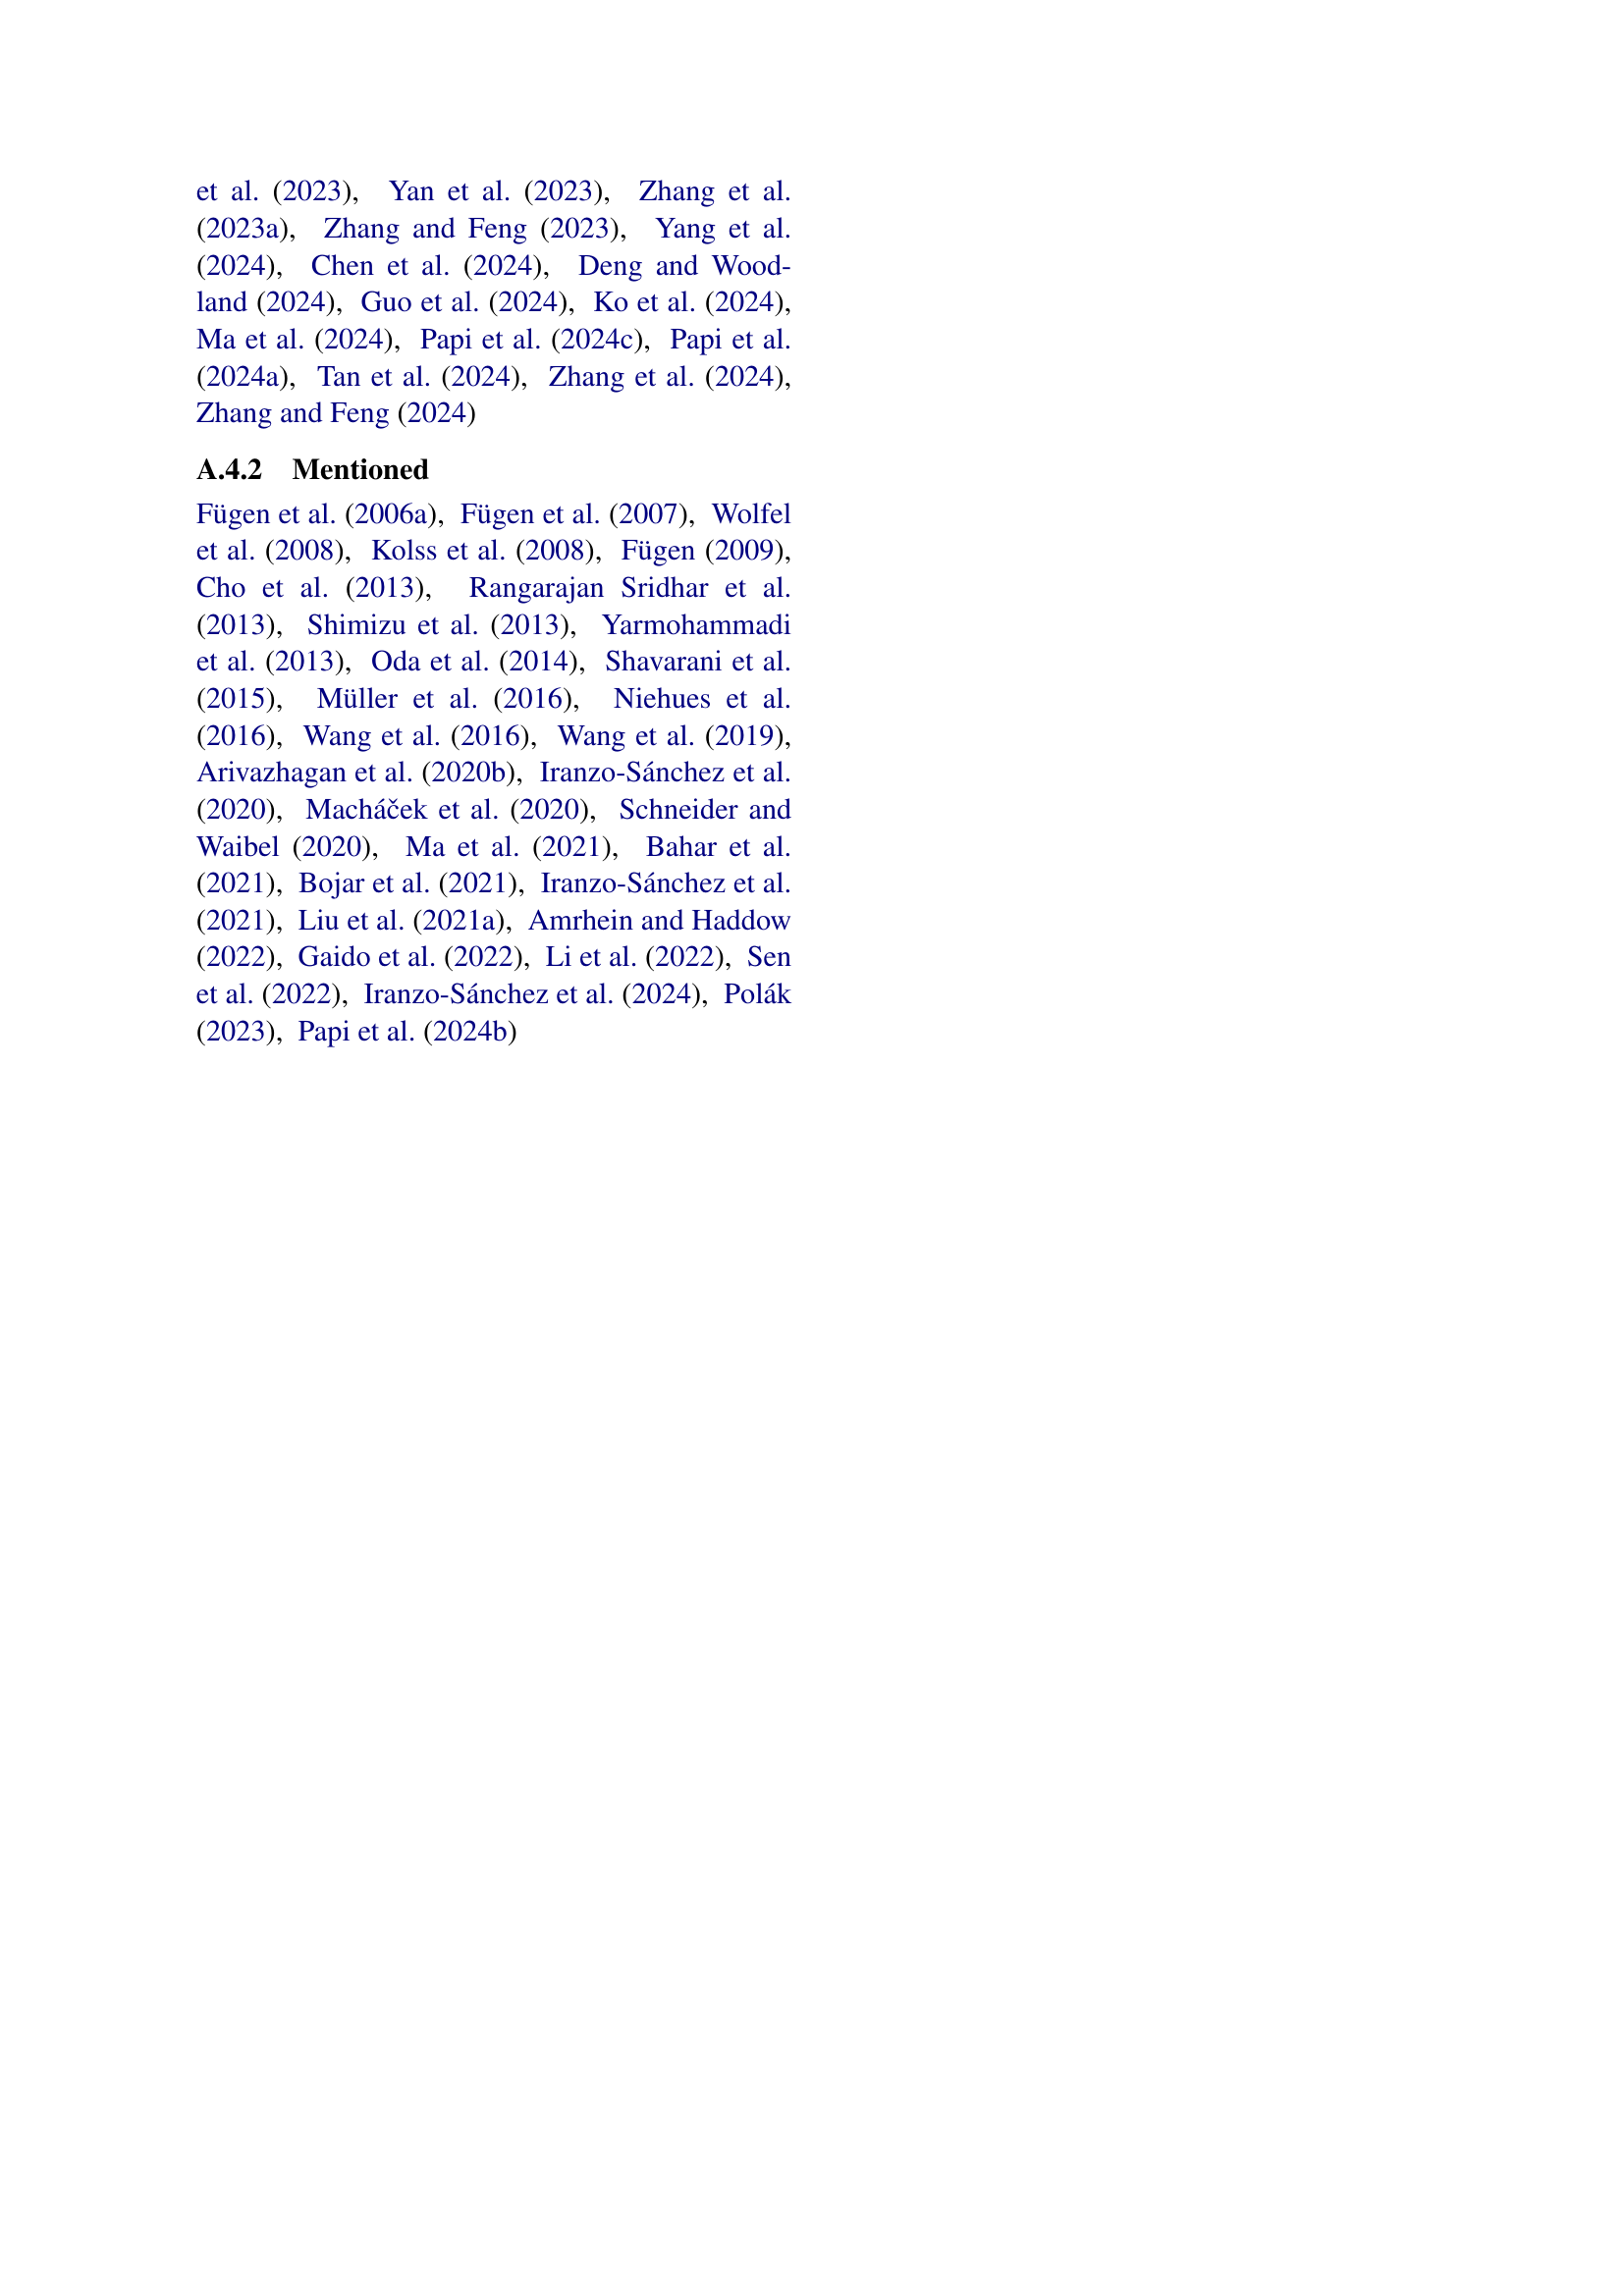 et al. (2023), Yan et al. (2023), Zhang et al.
(2023a), Zhang and Feng (2023), Yang et al.
(2024), Chen et al. (2024), Deng and Wood-
land (2024), Guo et al. (2024), Ko et al. (2024),
Ma et al. (2024), Papi et al. (2024c), Papi et al.
(2024a), Tan et al. (2024), Zhang et al. (2024),
Zhang and Feng (2024)
A.4.2 Mentioned
Fügen et al. (2006a), Fügen et al. (2007), Wolfel
et al. (2008), Kolss et al. (2008), Fügen (2009),
Cho et al. (2013), Rangarajan Sridhar et al.
(2013), Shimizu et al. (2013), Yarmohammadi
et al. (2013), Oda et al. (2014), Shavarani et al.
(2015), Müller et al. (2016), Niehues et al.
(2016), Wang et al. (2016), Wang et al. (2019),
Arivazhagan et al. (2020b), Iranzo-Sánchez et al.
(2020), Macháček et al. (2020), Schneider and
Waibel (2020), Ma et al. (2021), Bahar et al.
(2021), Bojar et al. (2021), Iranzo-Sánchez et al.
(2021), Liu et al. (2021a), Amrhein and Haddow
(2022), Gaido et al. (2022), Li et al. (2022), Sen
et al. (2022), Iranzo-Sánchez et al. (2024), Polák
(2023), Papi et al. (2024b)